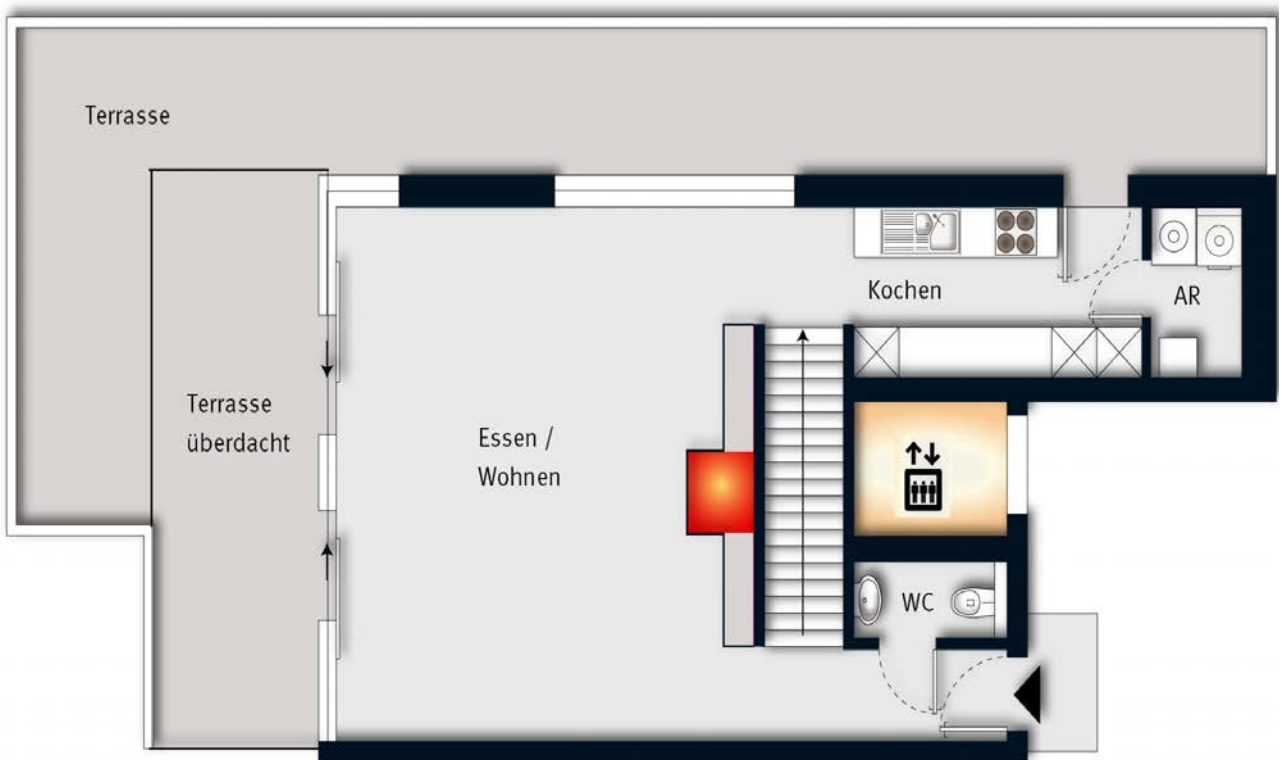 Terrasse
Kochen
AR
Terrasse
überdacht
Essen /
Wohnen
WC